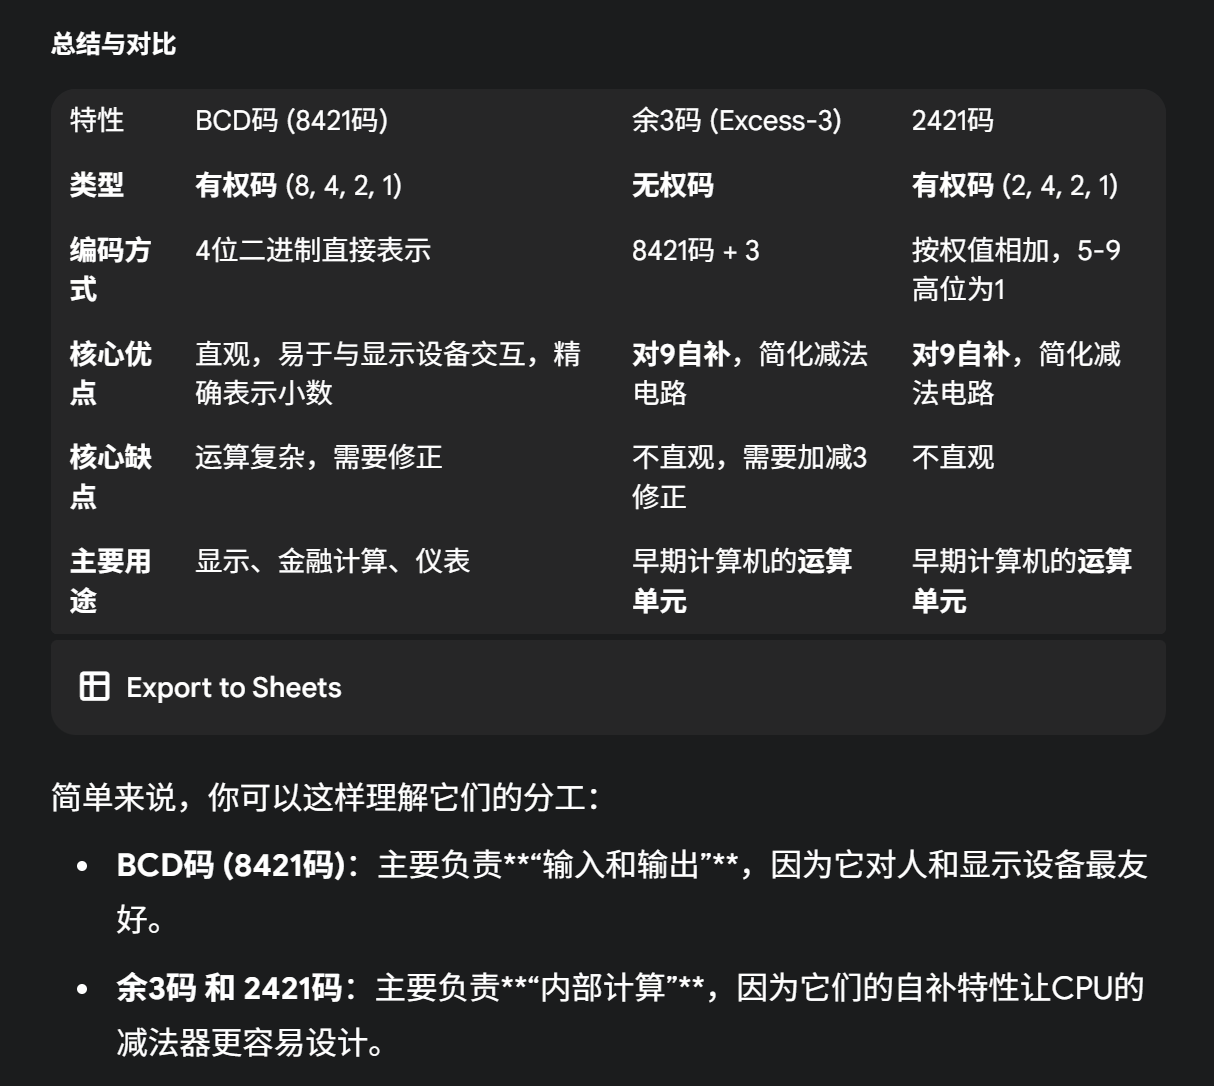 总结与对比
特性 BCD码 (8421码) 余3码 (Excess-3) 2421码
类型 有权码 (8, 4, 2, 1) 无权码 有权码 (2, 4, 2, 1)
编码方式 4位二进制直接表示 8421码 + 3 按权值相加，5-9高位为1
核心优点 直观，易于与显示设备交互，精确表示小数 对9自补，简化减法电路 对9自补，简化减法电路
核心缺点 运算复杂，需要修正 不直观，需要加减3修正 不直观
主要用途 显示、金融计算、仪表 早期计算机的运算单元 早期计算机的运算单元
Export to Sheets
简单来说，你可以这样理解它们的分工：
• BCD码 (8421码)：主要负责**“输入和输出”**，因为它对人和显示设备最友
好。
• 余3码 和 2421码：主要负责**“内部计算”**，因为它们的自补特性让CPU的
减法器更容易设计。